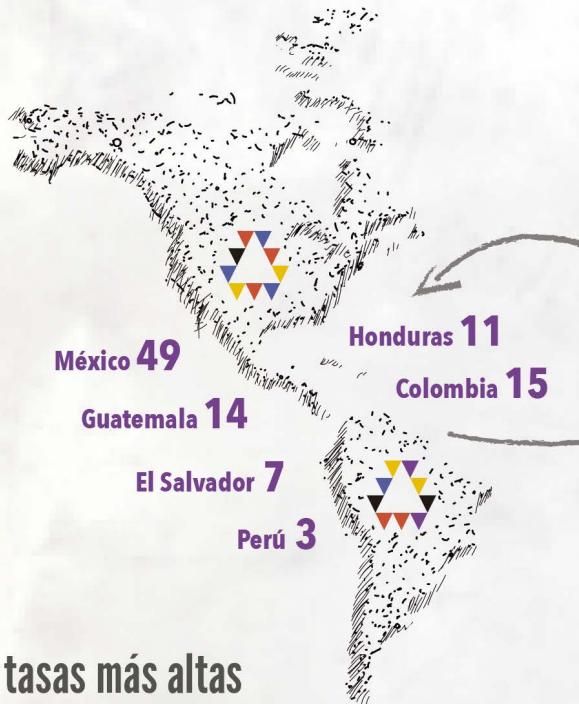 Honduras 11
México 49
Colombia 15
Guatemala 14
El Salvador 7
Perú 3
tasas más altas